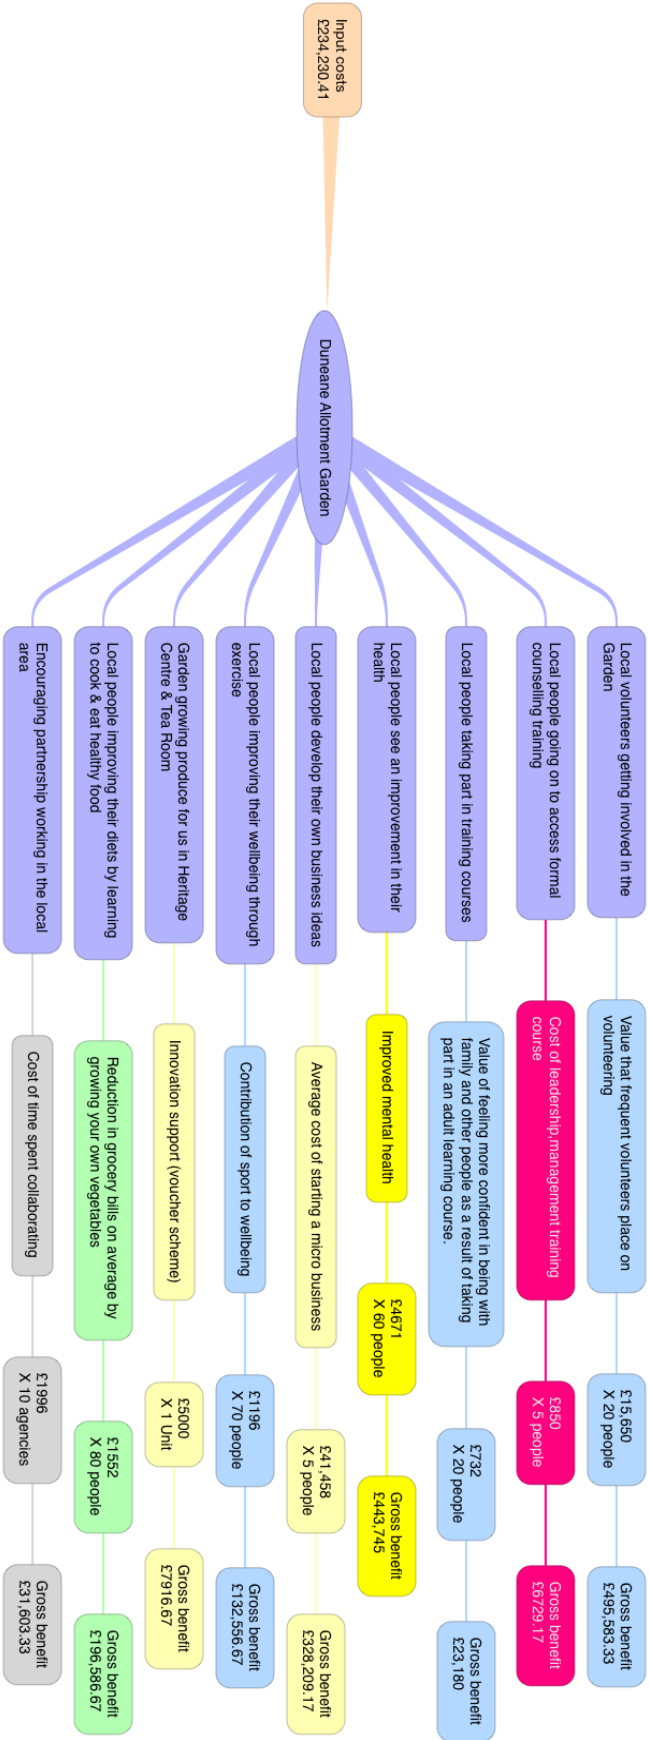 Input costs
£234,230.41
Duneane Allotment Garden
Local volunteers getting involved in the
Garden
Value that frequent volunteers place on
volunteering
£15,650
X 20 people
Gross benefit
£495,583.33
Local people going on to access formal
counselling training
Cost of leadership,management training
course
£850
X 5 people
Gross benefit
£6729.17
Local people taking part in training courses
Value of feeling more confident in being with
family and other people as a result of taking
part in an adult learning course.
£732
X 20 people
Gross benefit
£23,180
Local people see an improvement in their
health
Improved mental health
£4671
X 60 people
Gross benefit
£443,745
Local people develop their own business ideas
Average cost of starting a micro business
£41,458
X 5 people
Gross benefit
£328,209.17
Local people improving their wellbeing through
exercise
Contribution of sport to wellbeing
£1196
X 70 people
Gross benefit
£132,556.67
Garden growing produce for us in Heritage
Centre & Tea Room
Innovation support (voucher scheme)
£5000
X 1 Unit
Gross benefit
£7916.67
Local people improving their diets by learning
to cook & eat healthy food
Reduction in grocery bills on average by
growing your own vegetables
£1552
X 80 people
Gross benefit
£196,586.67
Encouraging partnership working in the local
area
Cost of time spent collaborating
£1996
X 10 agencies
Gross benefit
£31,603.33